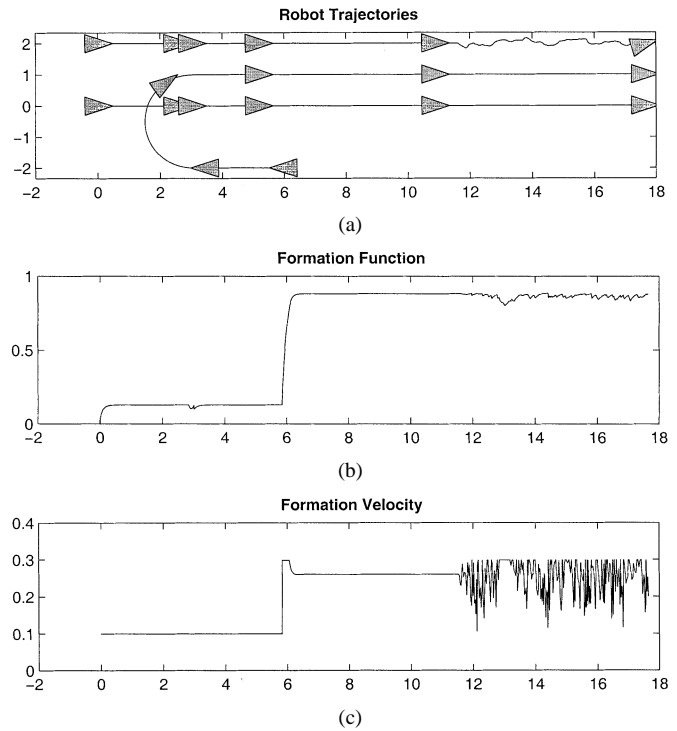 Robot Trajectories
2
1
0
−1
−2
−2 0 2 4 6 8 10 12 14 16 18
(a)
Formation Function
1
0.5
0
−2 0 2 4 6 8 10 12 14 16 18
(b)
Formation Velocity
0.4
0.3
0.2
0.1
0
−2 0 2 4 6 8 10 12 14 16 18
(c)